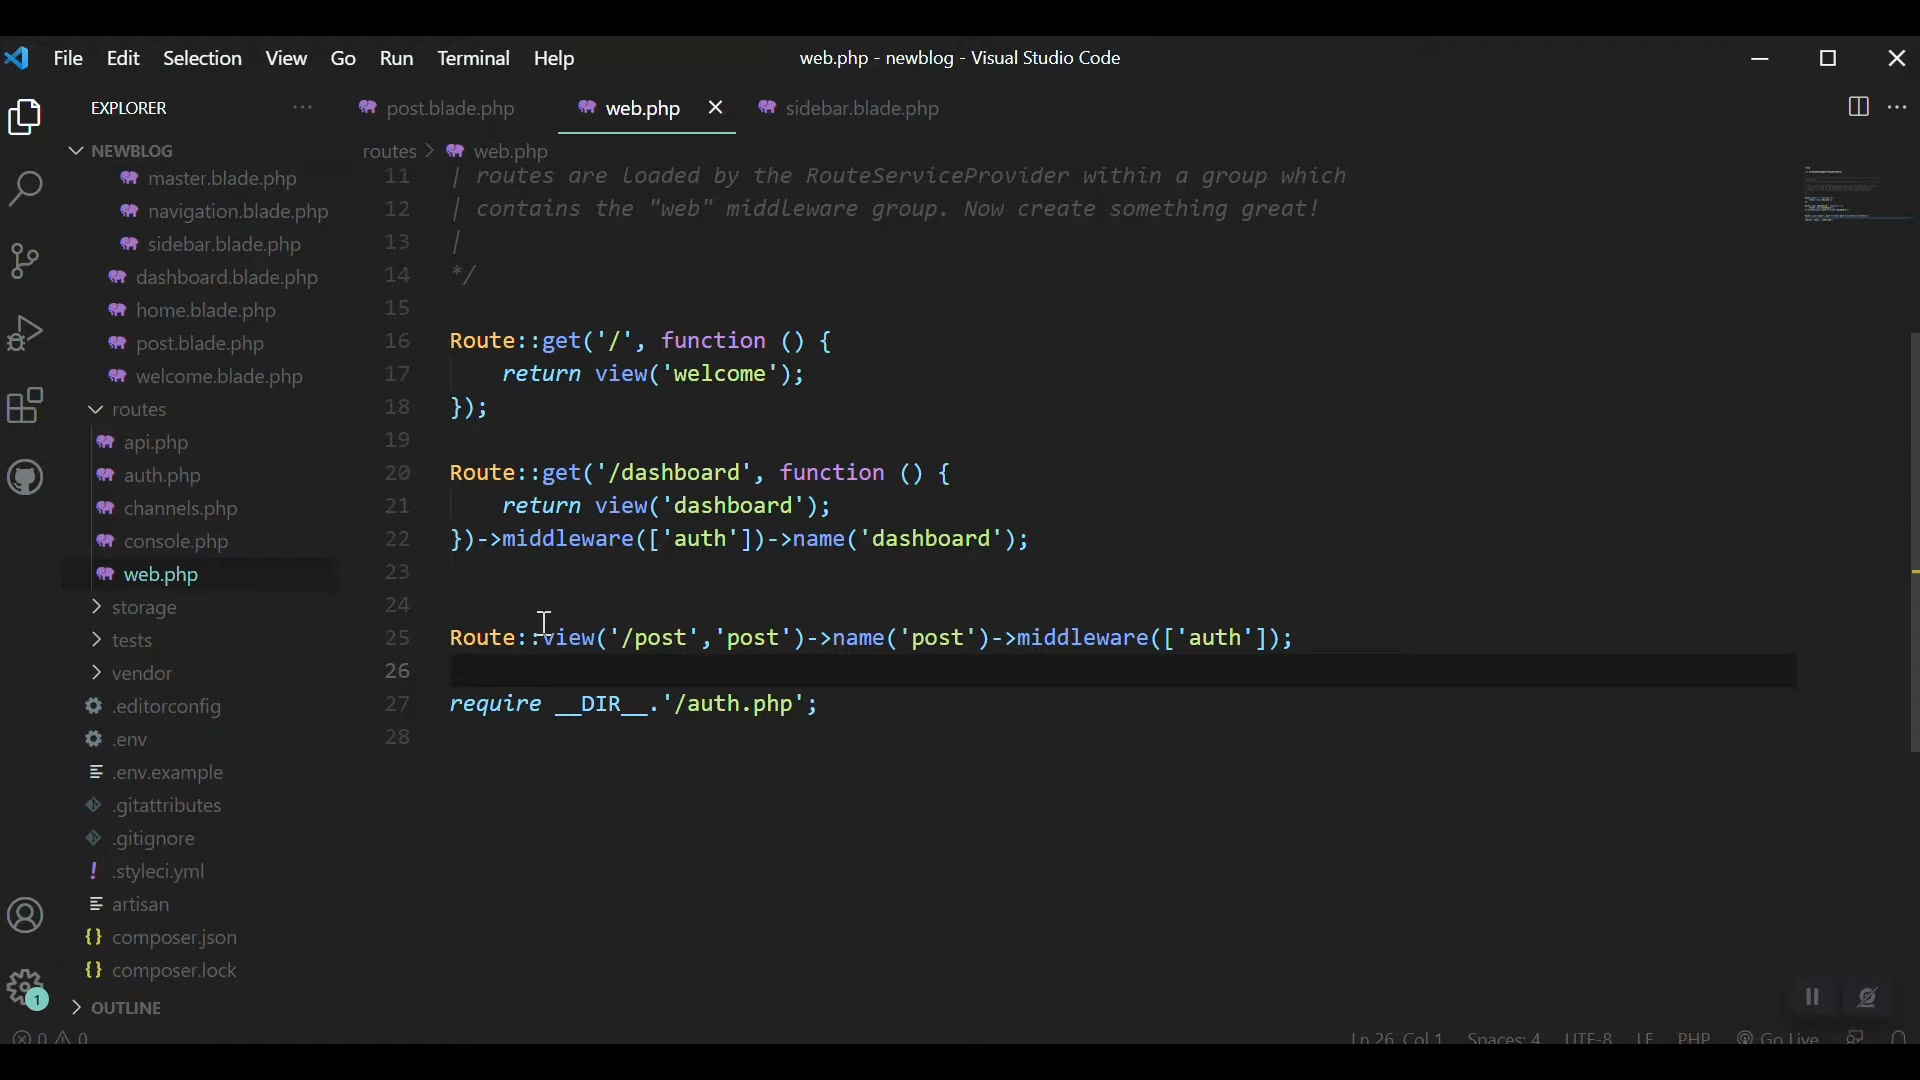 File Edit Selection View Go Run Terminal Help
web.php - newblog - Visual Studio Code
EXPLORER
post.blade.php
web.php
sidebar.blade.php
NEWBLOG
routes > web.php
master.blade.php
navigation.blade.php
sidebar.blade.php
dashboard.blade.php
home.blade.php
post.blade.php
welcome.blade.php
routes
api.php
auth.php
channels.php
console.php
web.php
storage
tests
vendor
.editorconfig
.env
.env.example
.gitattributes
.gitignore
.styleci.yml
artisan
composer.json
composer.lock
OUTLINE
1
11 | routes are loaded by the RouteServiceProvider within a group which
12 | contains the "web" middleware group. Now create something great!
13 |
14 */
15
16 Route::get('/', function () {
17 return view('welcome');
18 });
19
20 Route::get('/dashboard', function () {
21 return view('dashboard');
22 })->middleware(['auth'])->name('dashboard');
23
24
25 Route::view('/post','post')->name('post')->middleware(['auth']);
26
27 require __DIR__.'/auth.php';
28
0 0
Ln 26, Col 1 Spaces: 4 UTF-8 LF PHP Go Live